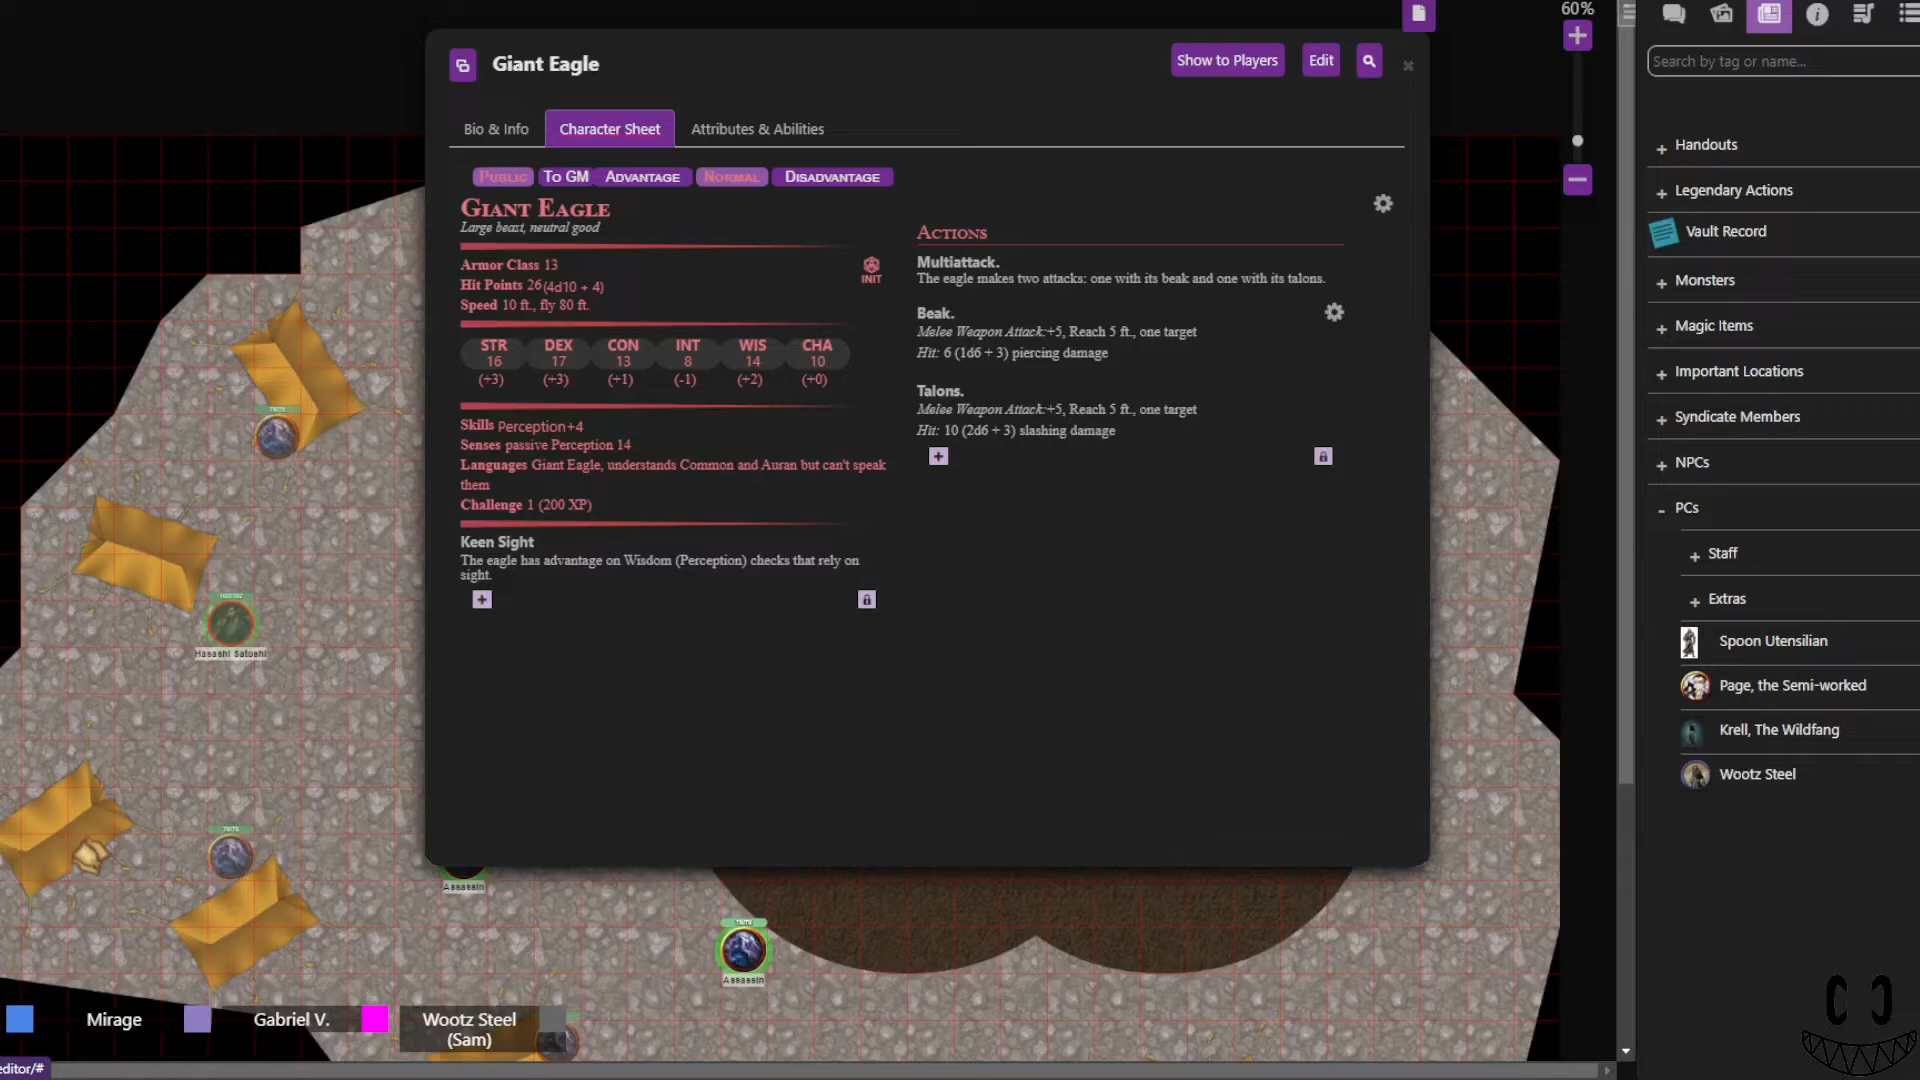 60%
Giant Eagle
Show to Players
Edit
Search by tag or name...
Bio & Info
Character Sheet
Attributes & Abilities
PUBLIC
TO GM
ADVANTAGE
NORMAL
DISADVANTAGE
GIANT EAGLE
Large beast, neutral good
Armor Class 13
INIT
Hit Points 26(4d10 + 4)
Speed 10 ft., fly 80 ft.
STR DEX CON INT WIS CHA
16 17 13 8 14 10
(+3) (+3) (+1) (-1) (+2) (+0)
Skills Perception+4
Senses passive Perception 14
Languages Giant Eagle, understands Common and Auran but can't speak
them
Challenge 1 (200 XP)
Keen Sight
The eagle has advantage on Wisdom (Perception) checks that rely on
sight.
ACTIONS
Multiattack.
The eagle makes two attacks: one with its beak and one with its talons.
Beak.
Melee Weapon Attack:+5, Reach 5 ft., one target
Hit: 6 (1d6 + 3) piercing damage
Talons.
Melee Weapon Attack:+5, Reach 5 ft., one target
Hit: 10 (2d6 + 3) slashing damage
Handouts
Legendary Actions
Vault Record
Monsters
Magic Items
Important Locations
Syndicate Members
NPCs
PCs
Staff
Extras
Spoon Utensilian
Page, the Semi-worked
Krell, The Wildfang
Wootz Steel
Hasashi Satoshi
Assassin
Assassin
Mirage
Gabriel V.
Wootz Steel
(Sam)
editor/#